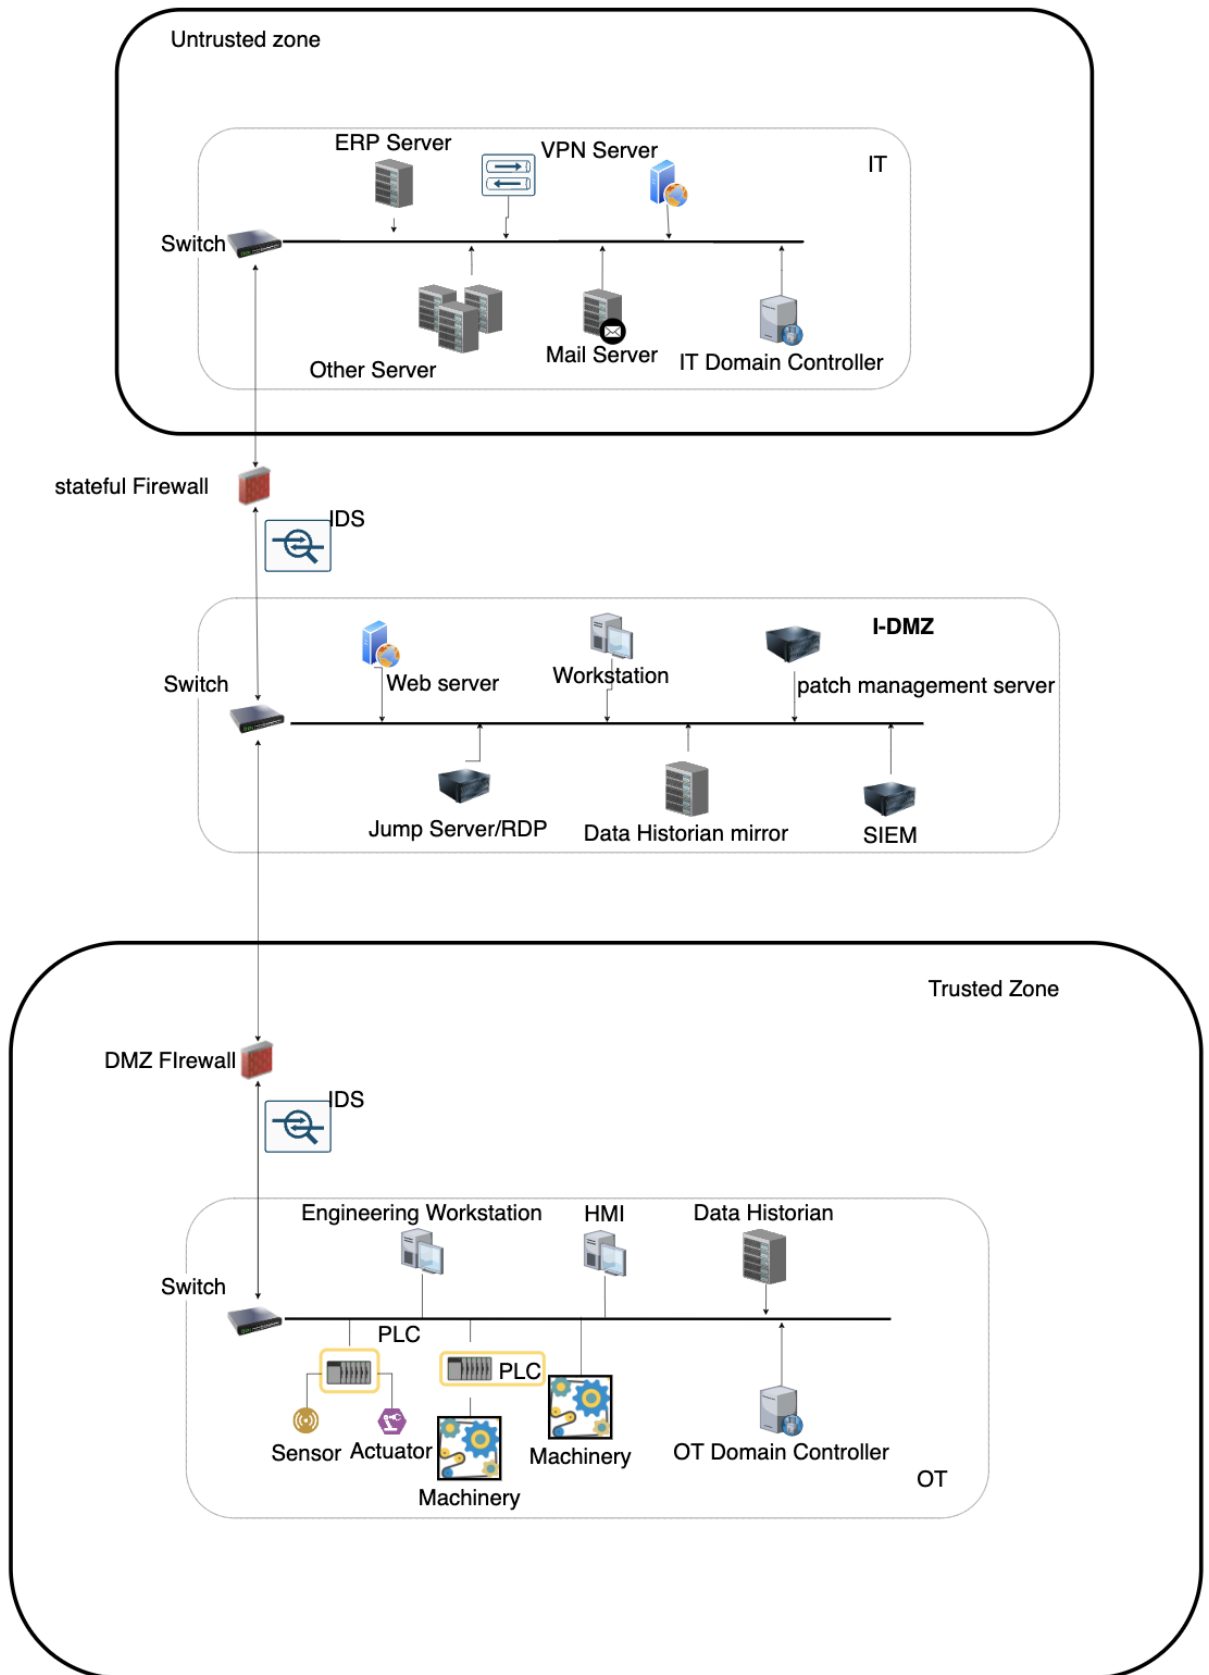 Untrusted zone
ERP Server
VPN Server
IT
Switch
Other Server
Mail Server
IT Domain Controller
stateful Firewall
IDS
I-DMZ
Web server
Workstation
patch management server
Switch
Jump Server/RDP
Data Historian mirror
SIEM
Trusted Zone
DMZ FIrewall
IDS
Engineering Workstation
HMI
Data Historian
Switch
PLC
PLC
Sensor
Actuator
Machinery
Machinery
OT Domain Controller
OT